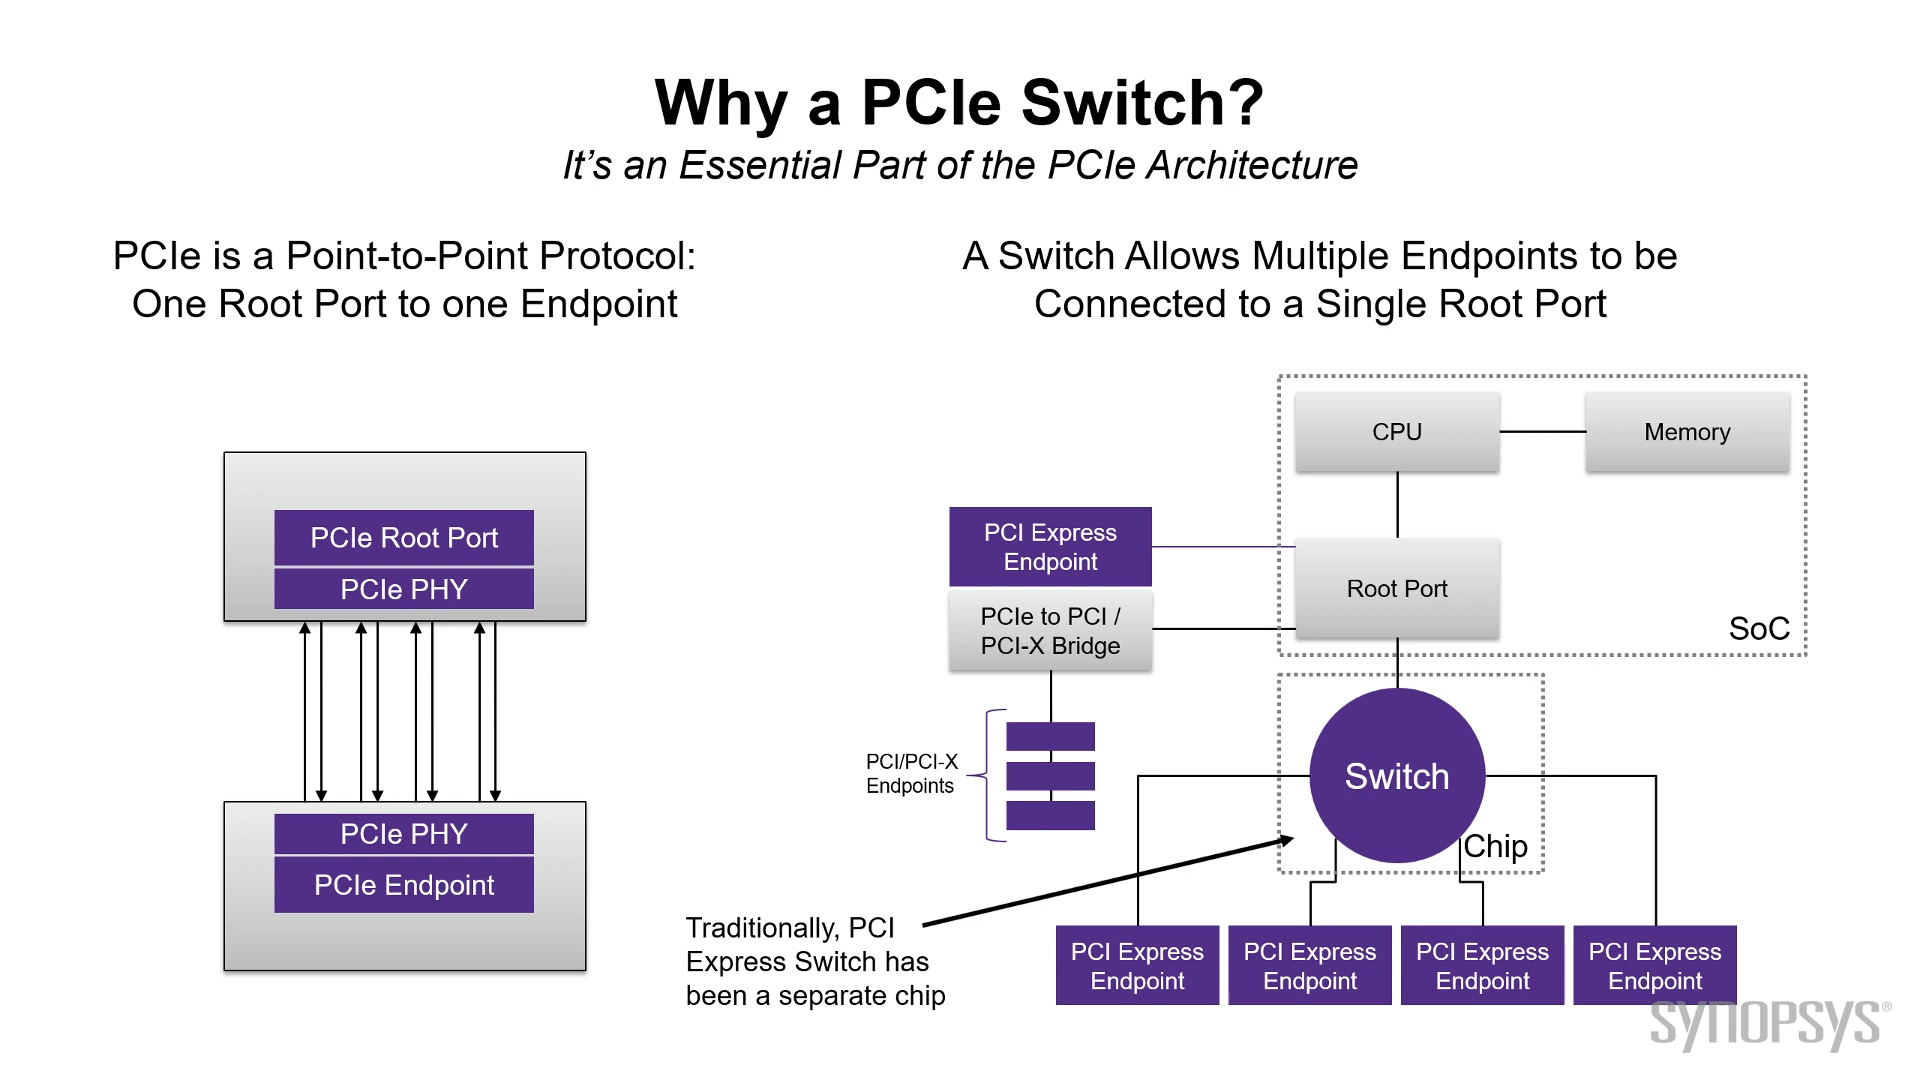 Why a PCIe Switch?
It’s an Essential Part of the PCIe Architecture
PCIe is a Point-to-Point Protocol:
One Root Port to one Endpoint
PCIe Root Port
PCIe PHY
PCIe PHY
PCIe Endpoint
A Switch Allows Multiple Endpoints to be
Connected to a Single Root Port
CPU
Memory
PCI Express
Endpoint
Root Port
PCIe to PCI /
PCI-X Bridge
SoC
PCI/PCI-X
Endpoints
Switch
Chip
Traditionally, PCI
Express Switch has
been a separate chip
PCI Express
Endpoint
PCI Express
Endpoint
PCI Express
Endpoint
PCI Express
Endpoint
SYNOPSYS®